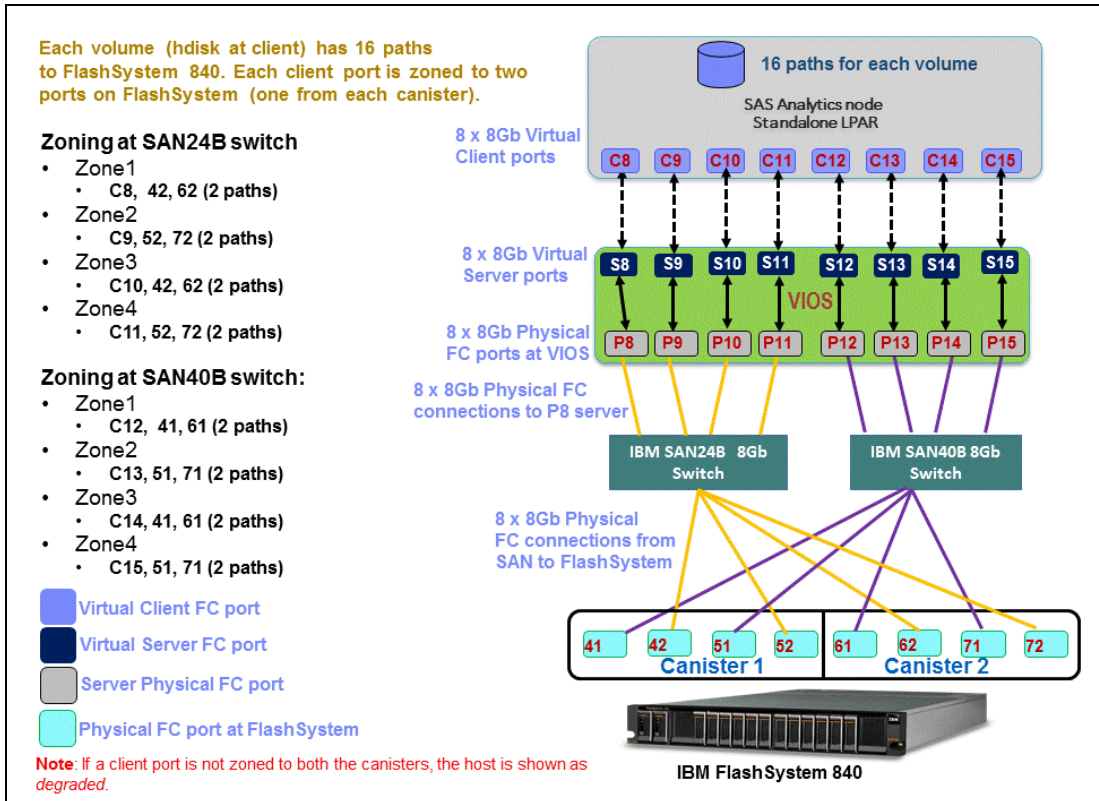 Each volume (hdisk at client) has 16 paths
to FlashSystem 840. Each client port is zoned to two
ports on FlashSystem (one from each canister).
Zoning at SAN24B switch
• Zone1
• C8, 42, 62 (2 paths)
• Zone2
• C9, 52, 72 (2 paths)
• Zone3
• C10, 42, 62 (2 paths)
• Zone4
• C11, 52, 72 (2 paths)
Zoning at SAN40B switch:
• Zone1
• C12, 41, 61 (2 paths)
• Zone2
• C13, 51, 71 (2 paths)
• Zone3
• C14, 41, 61 (2 paths)
• Zone4
• C15, 51, 71 (2 paths)
Virtual Client FC port
Virtual Server FC port
Server Physical FC port
Physical FC port at FlashSystem
Note: If a client port is not zoned to both the canisters, the host is shown as
degraded.
16 paths for each volume
SAS Analytics node
Standalone LPAR
8 x 8Gb Virtual
Client ports
C8 C9 C10 C11 C12 C13 C14 C15
8 x 8Gb Virtual
Server ports
S8 S9 S10 S11 S12 S13 S14 S15
VIOS
8 x 8Gb Physical
FC ports at VIOS
P8 P9 P10 P11 P12 P13 P14 P15
8 x 8Gb Physical FC
connections to P8 server
IBM SAN24B 8Gb
Switch
IBM SAN40B 8Gb
Switch
8 x 8Gb Physical
FC connections from
SAN to FlashSystem
41 42 51 52 61 62 71 72
Canister 1 Canister 2
IBM FlashSystem 840